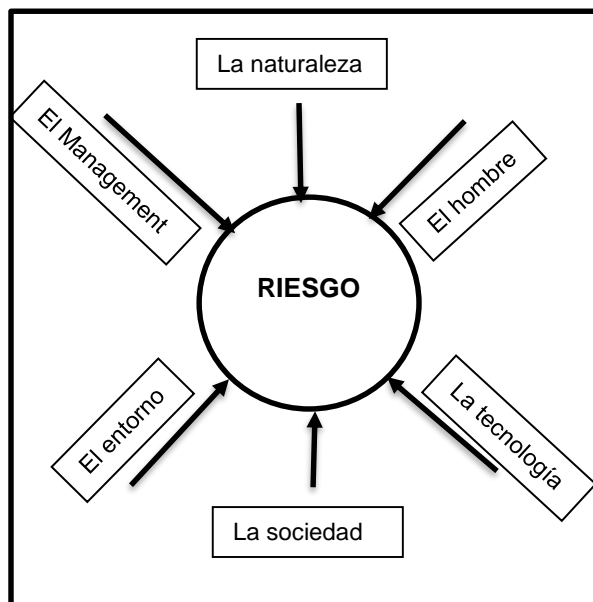 La naturaleza
El Management
El hombre
RIESGO
El entorno
La tecnología
La sociedad